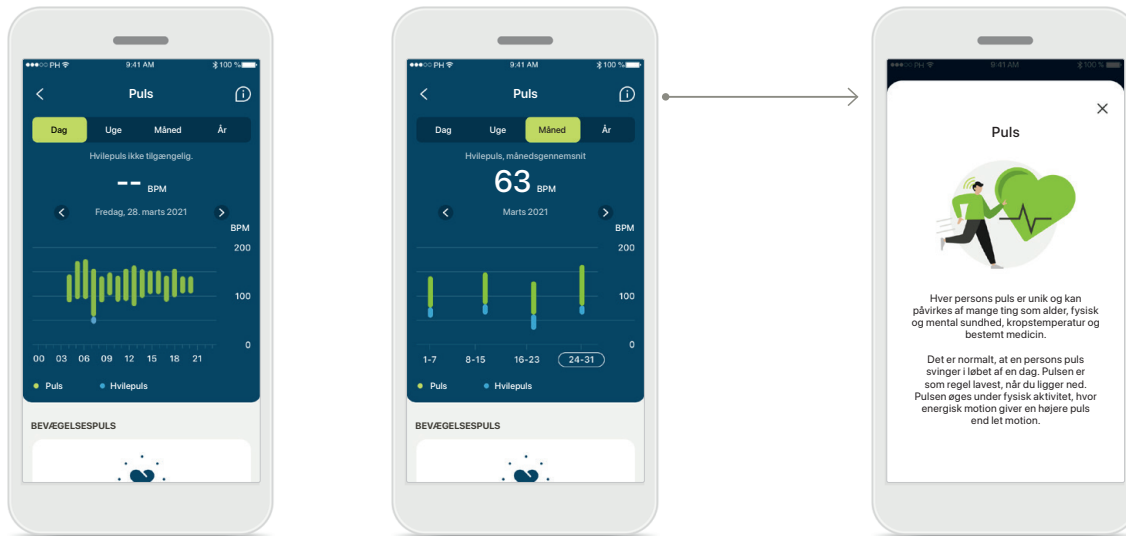 PH 9:41 AM 100 %
Puls
Dag Uge Måned År
Hvilepuls ikke tilgængelig.
-- BPM
Fredag, 28. marts 2021
BPM
200
100
0
00 03 06 09 12 15 18 21
Puls Hvilepuls
BEVÆGELSESPULS
PH 9:41 AM 100 %
Puls
Dag Uge Måned År
Hvilepuls, månedsgennemsnit
63 BPM
Marts 2021
BPM
200
100
0
1-7 8-15 16-23 24-31
Puls Hvilepuls
BEVÆGELSESPULS
PH 9:41 AM 100 %
Puls
Hver persons puls er unik og kan
påvirkes af mange ting som alder, fysisk
og mental sundhed, kropstemperatur og
bestemt medicin.
Det er normalt, at en persons puls
svinger i løbet af en dag. Pulsen er
som regel lavest, når du ligger ned.
Pulsen øges under fysisk aktivitet, hvor
energisk motion giver en højere puls
end let motion.